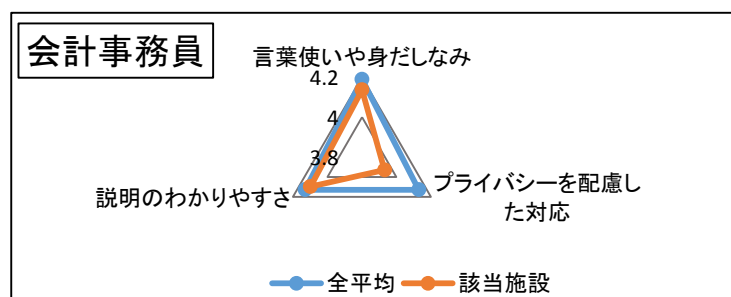 会計事務員
言葉使いや身だしなみ
4.2
4
3.8
説明のわかりやすさ
プライバシーを配慮し
た対応
全平均
該当施設